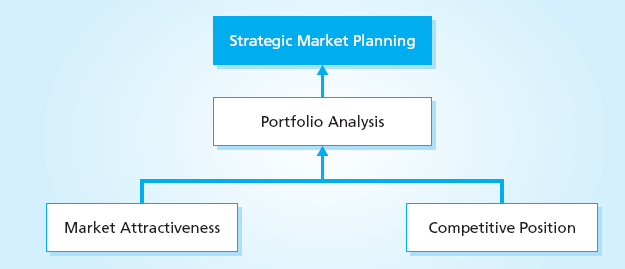 Strategic Market Planning
Portfolio Analysis
Market Attractiveness
Competitive Position